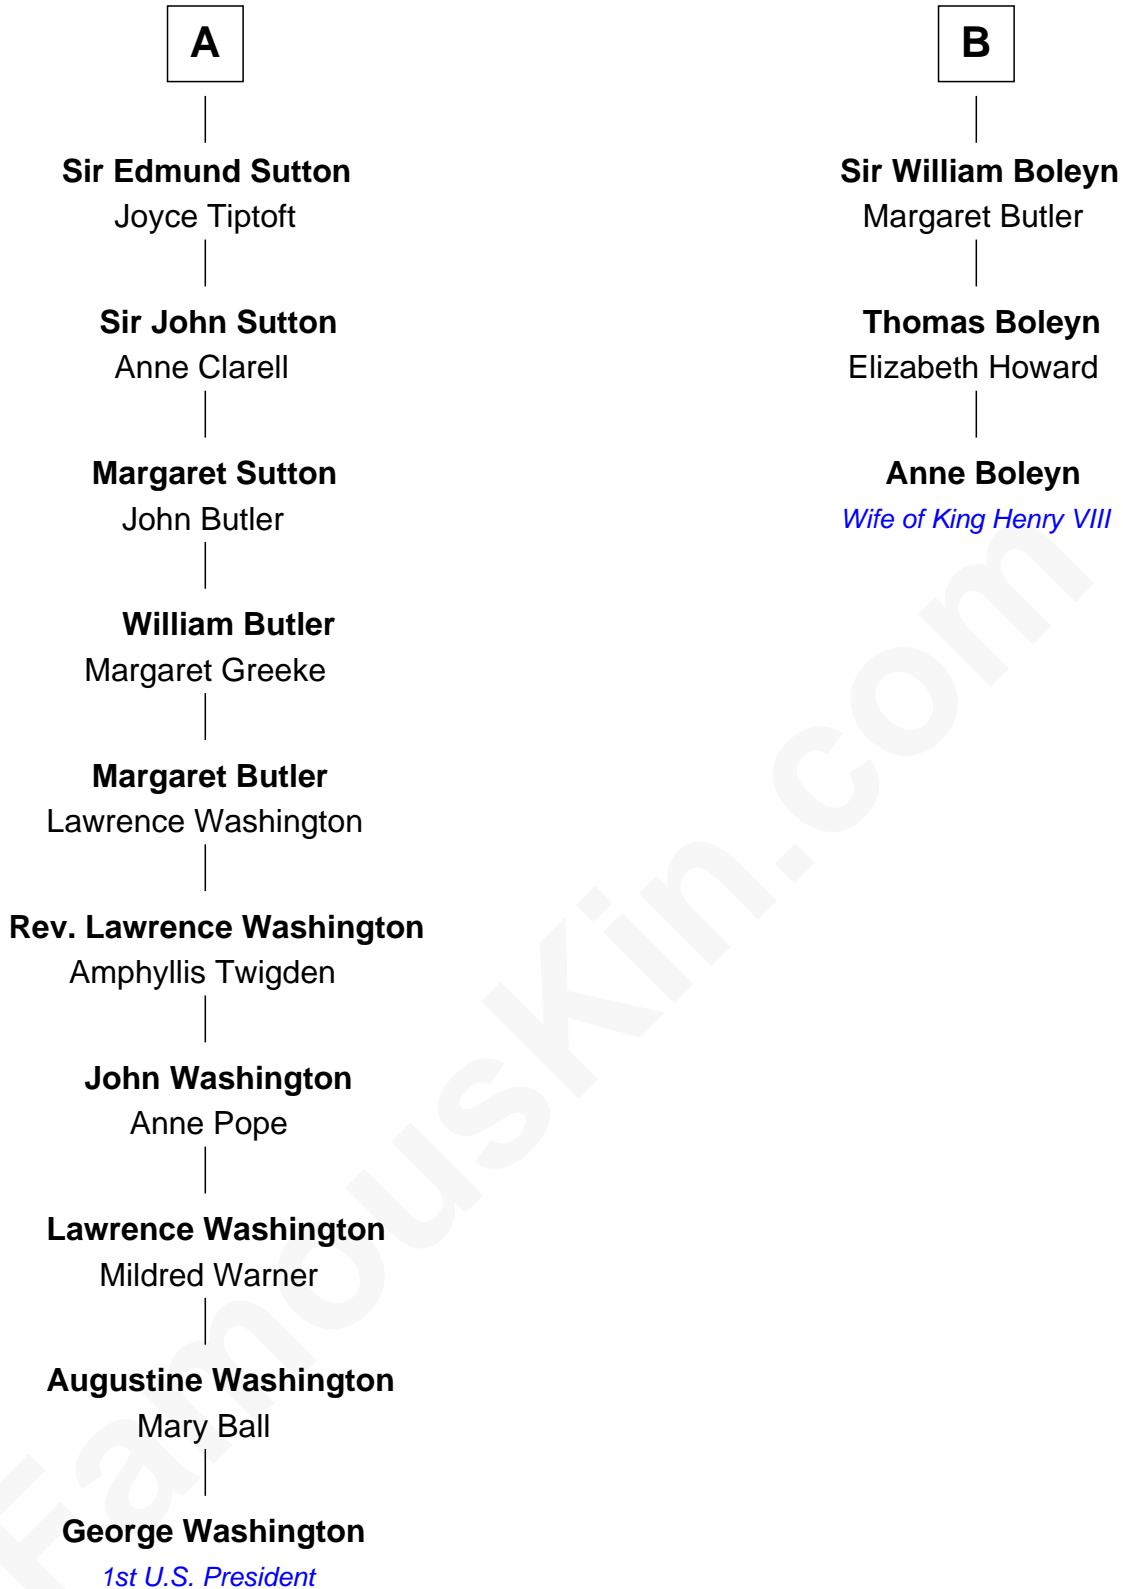 A
Sir Edmund Sutton
Joyce Tiptoft
Sir John Sutton
Anne Clarell
Margaret Sutton
John Butler
William Butler
Margaret Greeke
Margaret Butler
Lawrence Washington
Rev. Lawrence Washington
Amphyllis Twigden
John Washington
Anne Pope
Lawrence Washington
Mildred Warner
Augustine Washington
Mary Ball
George Washington
1st U.S. President
B
Sir William Boleyn
Margaret Butler
Thomas Boleyn
Elizabeth Howard
Anne Boleyn
Wife of King Henry VIII
FamousKin.com